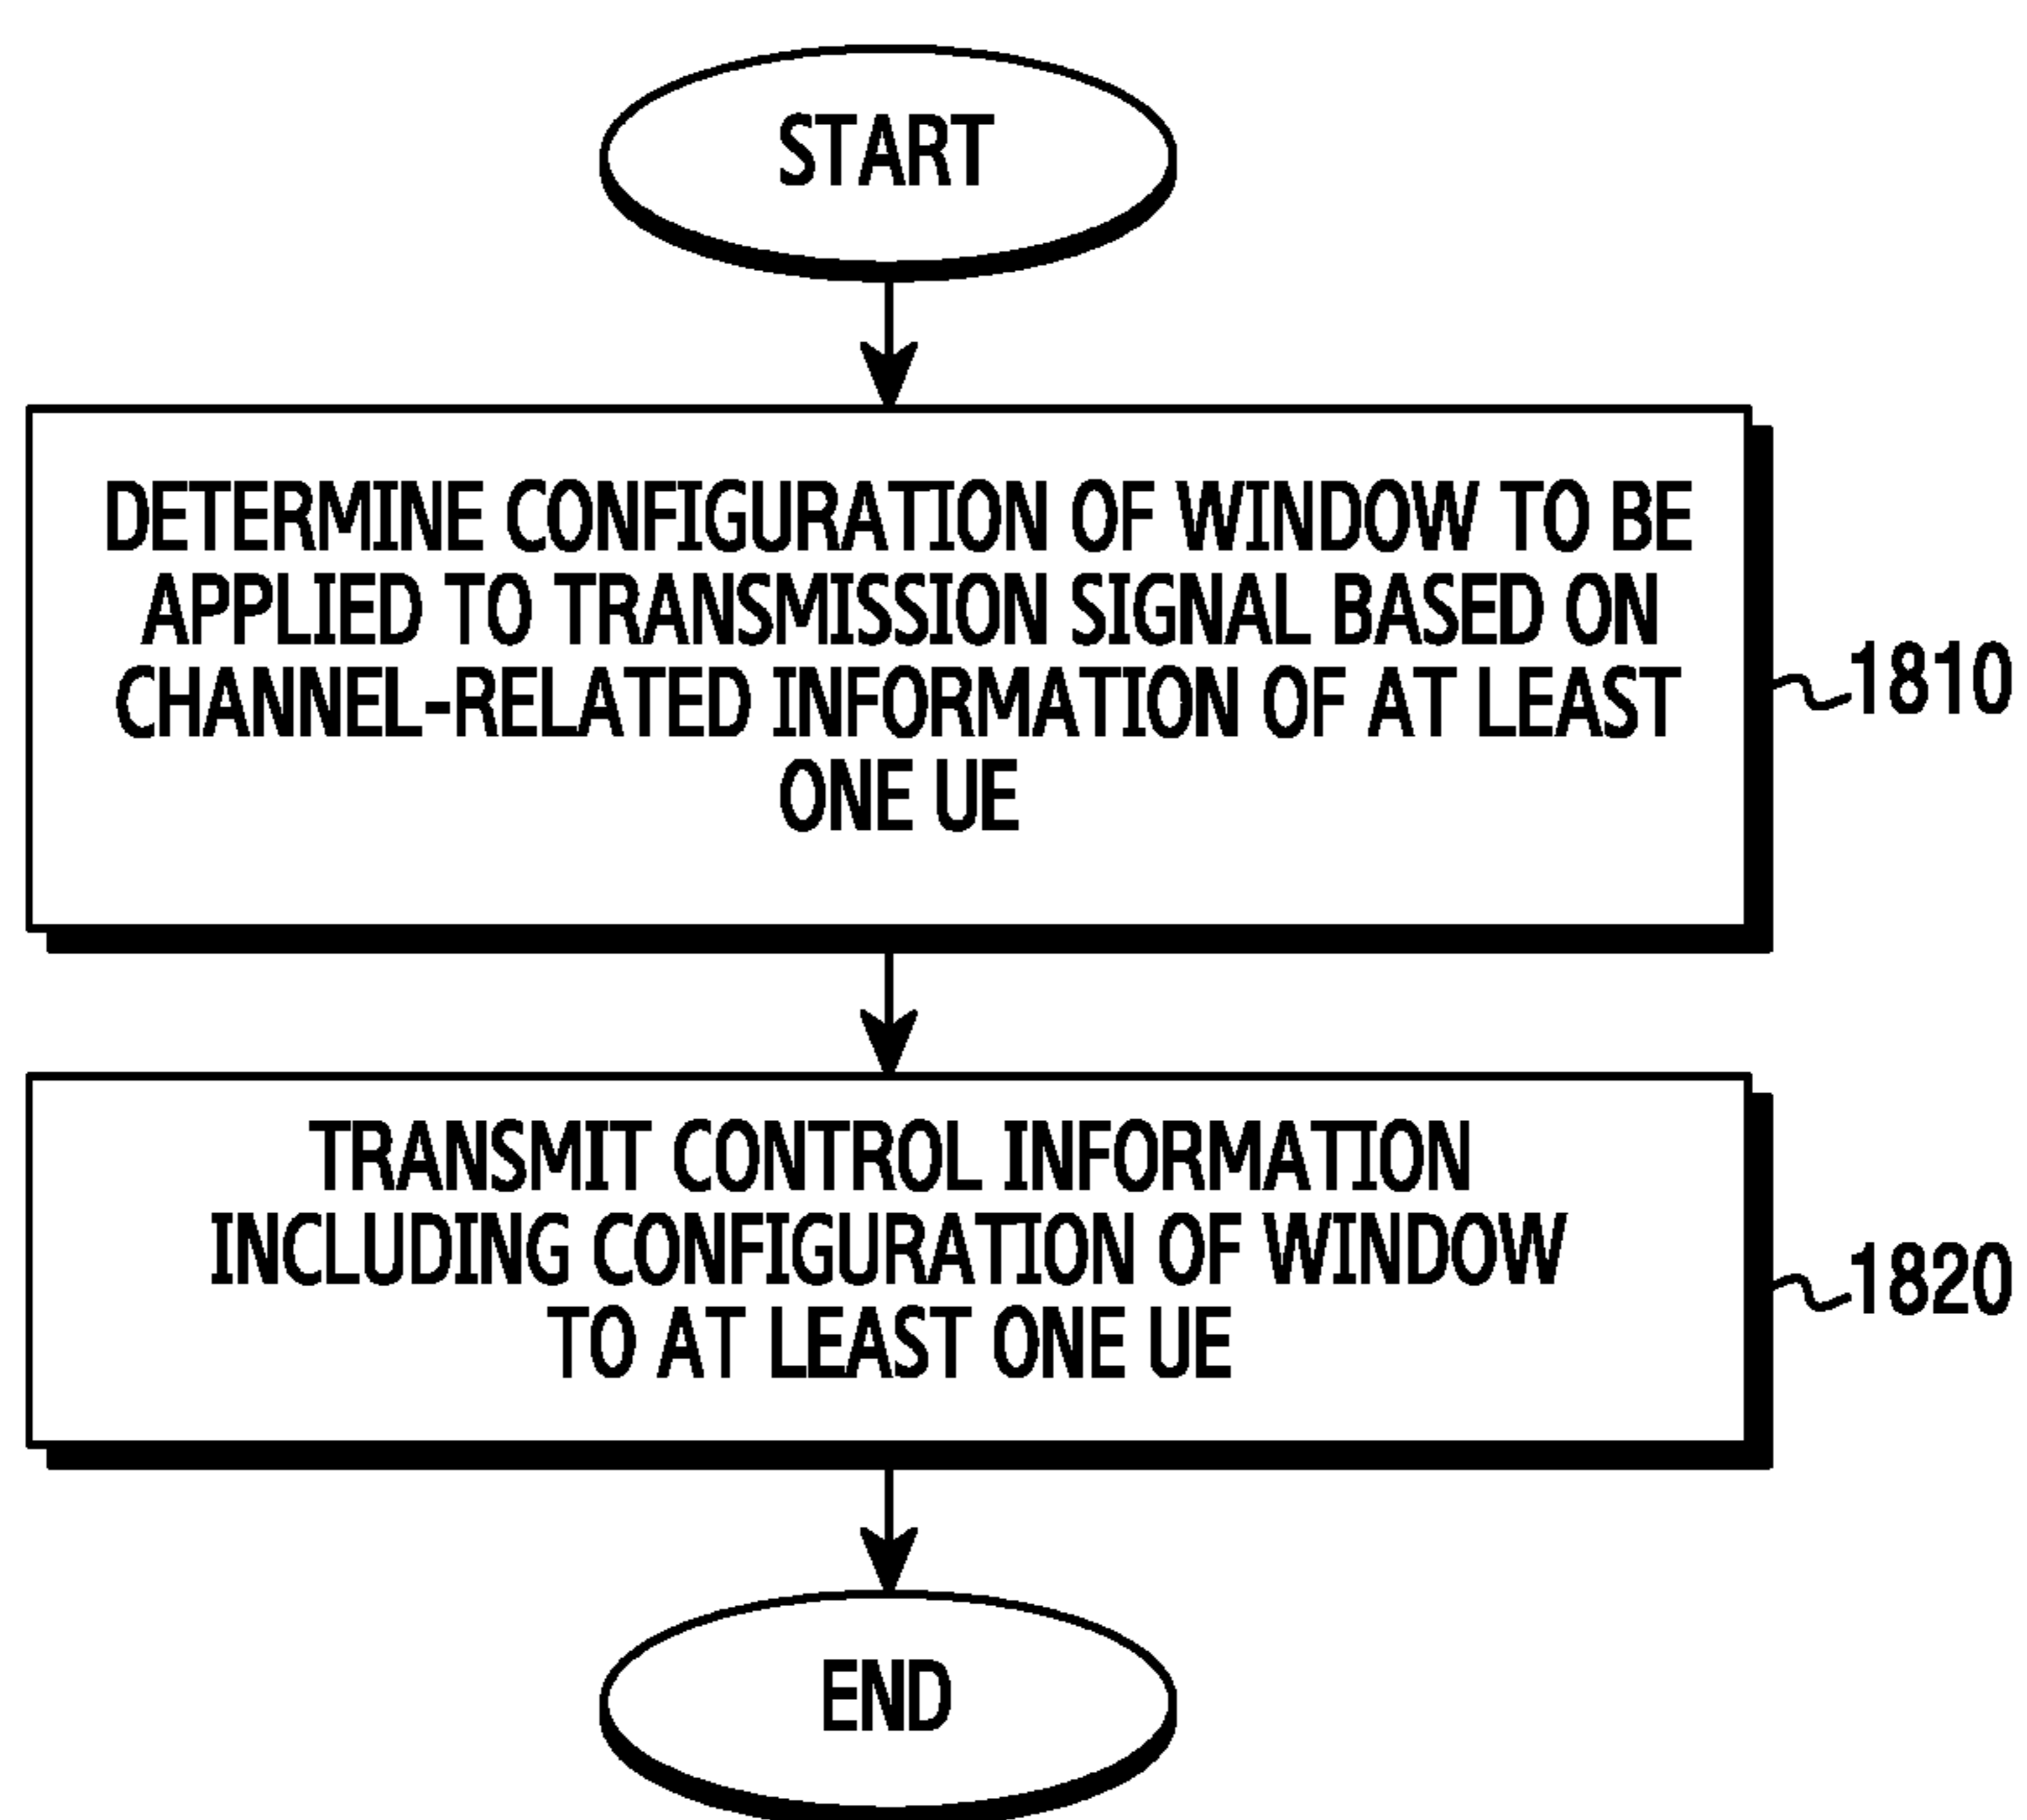 START
DETERMINE CONFIGURATION OF WINDOW TO BE
APPLIED TO TRANSMISSION SIGNAL BASED ON
CHANNEL-RELATED INFORMATION OF AT LEAST
ONE UE
1810
TRANSMIT CONTROL INFORMATION
INCLUDING CONFIGURATION OF WINDOW
TO AT LEAST ONE UE
1820
END